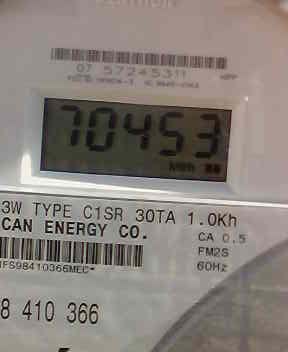 07 57245311
70453
3W TYPE C1SR 30TA 1.0Kh
CAN ENERGY CO.
CA 0.5
FM2S
60Hz
IFS98410366MEC*
8 410 366